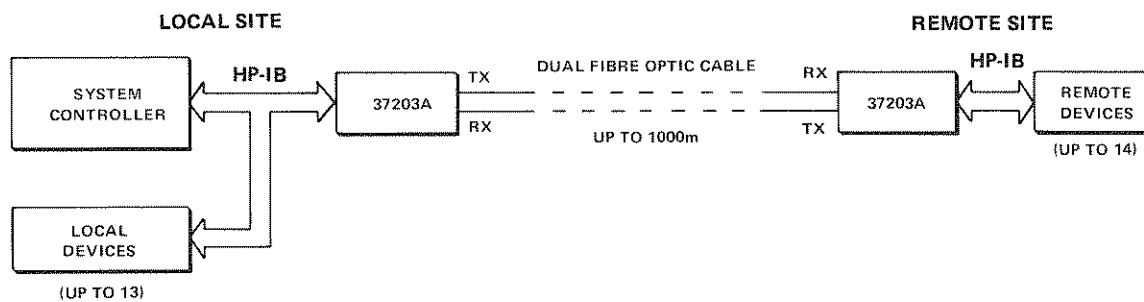 LOCAL SITE
REMOTE SITE
HP-IB
SYSTEM
CONTROLLER
37203A
TX
RX
DUAL FIBRE OPTIC CABLE
UP TO 1000m
RX
TX
37203A
HP-IB
REMOTE
DEVICES
(UP TO 14)
LOCAL
DEVICES
(UP TO 13)